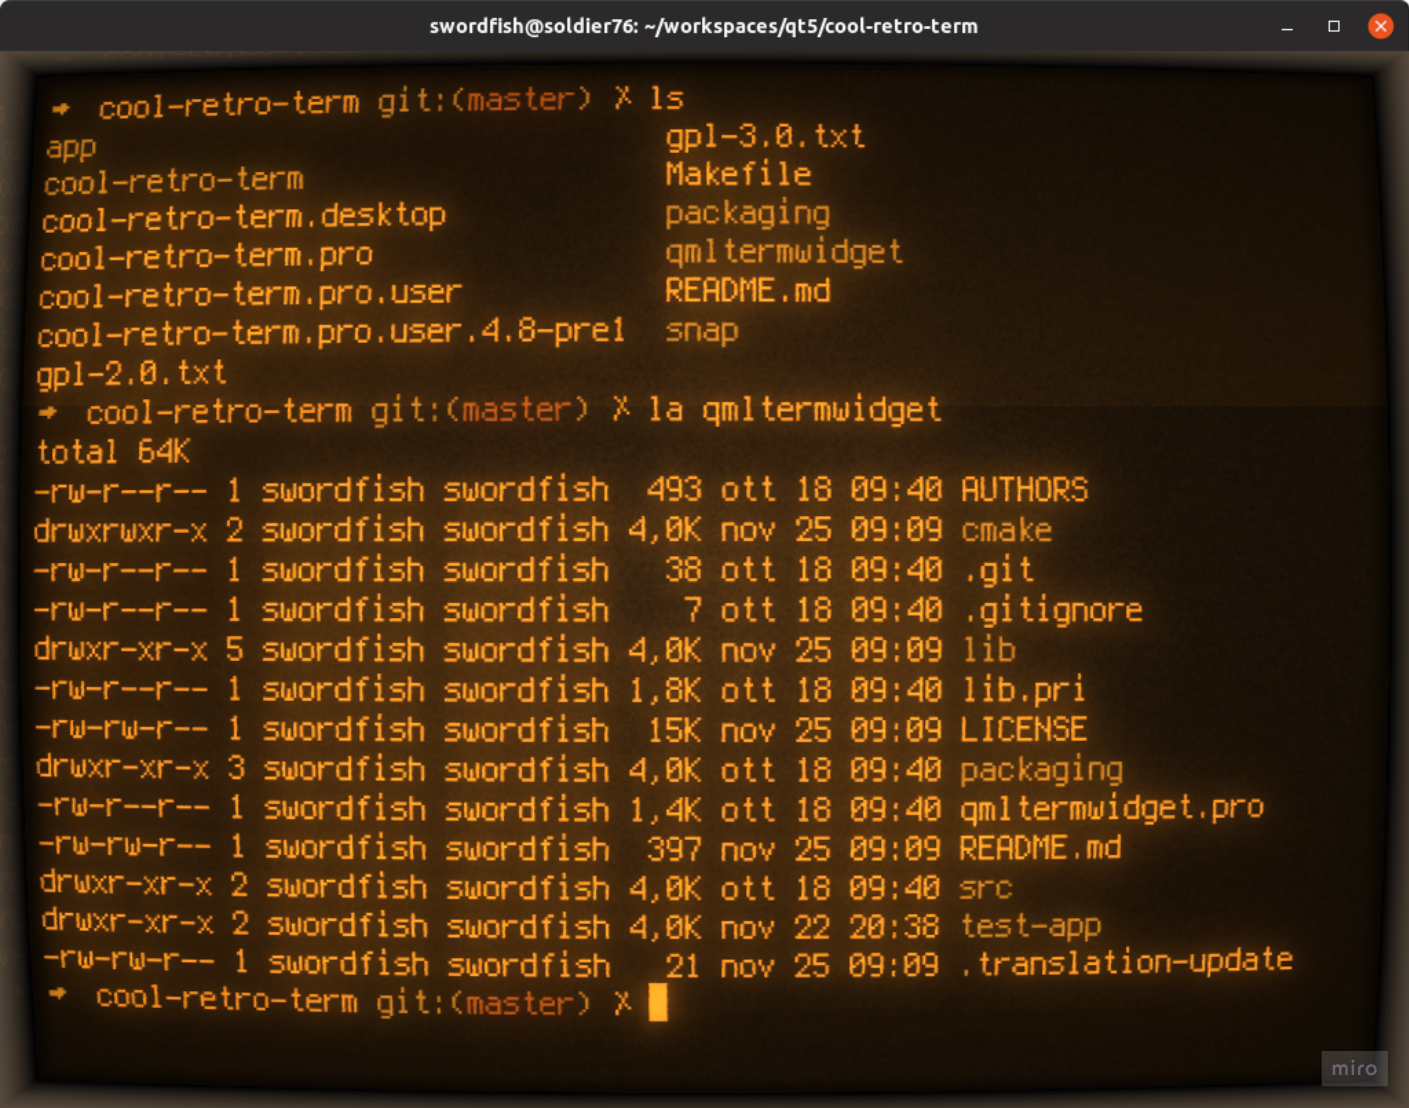 swordfish@soldier76: ~/workspaces/qt5/cool-retro-term
➜ cool-retro-term git:(master) ✗ ls
app gpl-3.0.txt
cool-retro-term Makefile
cool-retro-term.desktop packaging
cool-retro-term.pro qmltermwidget
cool-retro-term.pro.user README.md
cool-retro-term.pro.user.4.8-pre1 snap
gpl-2.0.txt
➜ cool-retro-term git:(master) ✗ la qmltermwidget
total 64K
-rw-r--r-- 1 swordfish swordfish 493 ott 18 09:40 AUTHORS
drwxrwxr-x 2 swordfish swordfish 4,0K nov 25 09:09 cmake
-rw-r--r-- 1 swordfish swordfish 38 ott 18 09:40 .git
-rw-r--r-- 1 swordfish swordfish 7 ott 18 09:40 .gitignore
drwxr-xr-x 5 swordfish swordfish 4,0K nov 25 09:09 lib
-rw-r--r-- 1 swordfish swordfish 1,8K ott 18 09:40 lib.pri
-rw-rw-r-- 1 swordfish swordfish 15K nov 25 09:09 LICENSE
drwxr-xr-x 3 swordfish swordfish 4,0K ott 18 09:40 packaging
-rw-r--r-- 1 swordfish swordfish 1,4K ott 18 09:40 qmltermwidget.pro
-rw-rw-r-- 1 swordfish swordfish 397 nov 25 09:09 README.md
drwxr-xr-x 2 swordfish swordfish 4,0K ott 18 09:40 src
drwxr-xr-x 2 swordfish swordfish 4,0K nov 22 20:38 test-app
-rw-rw-r-- 1 swordfish swordfish 21 nov 25 09:09 .translation-update
➜ cool-retro-term git:(master) ✗
miro